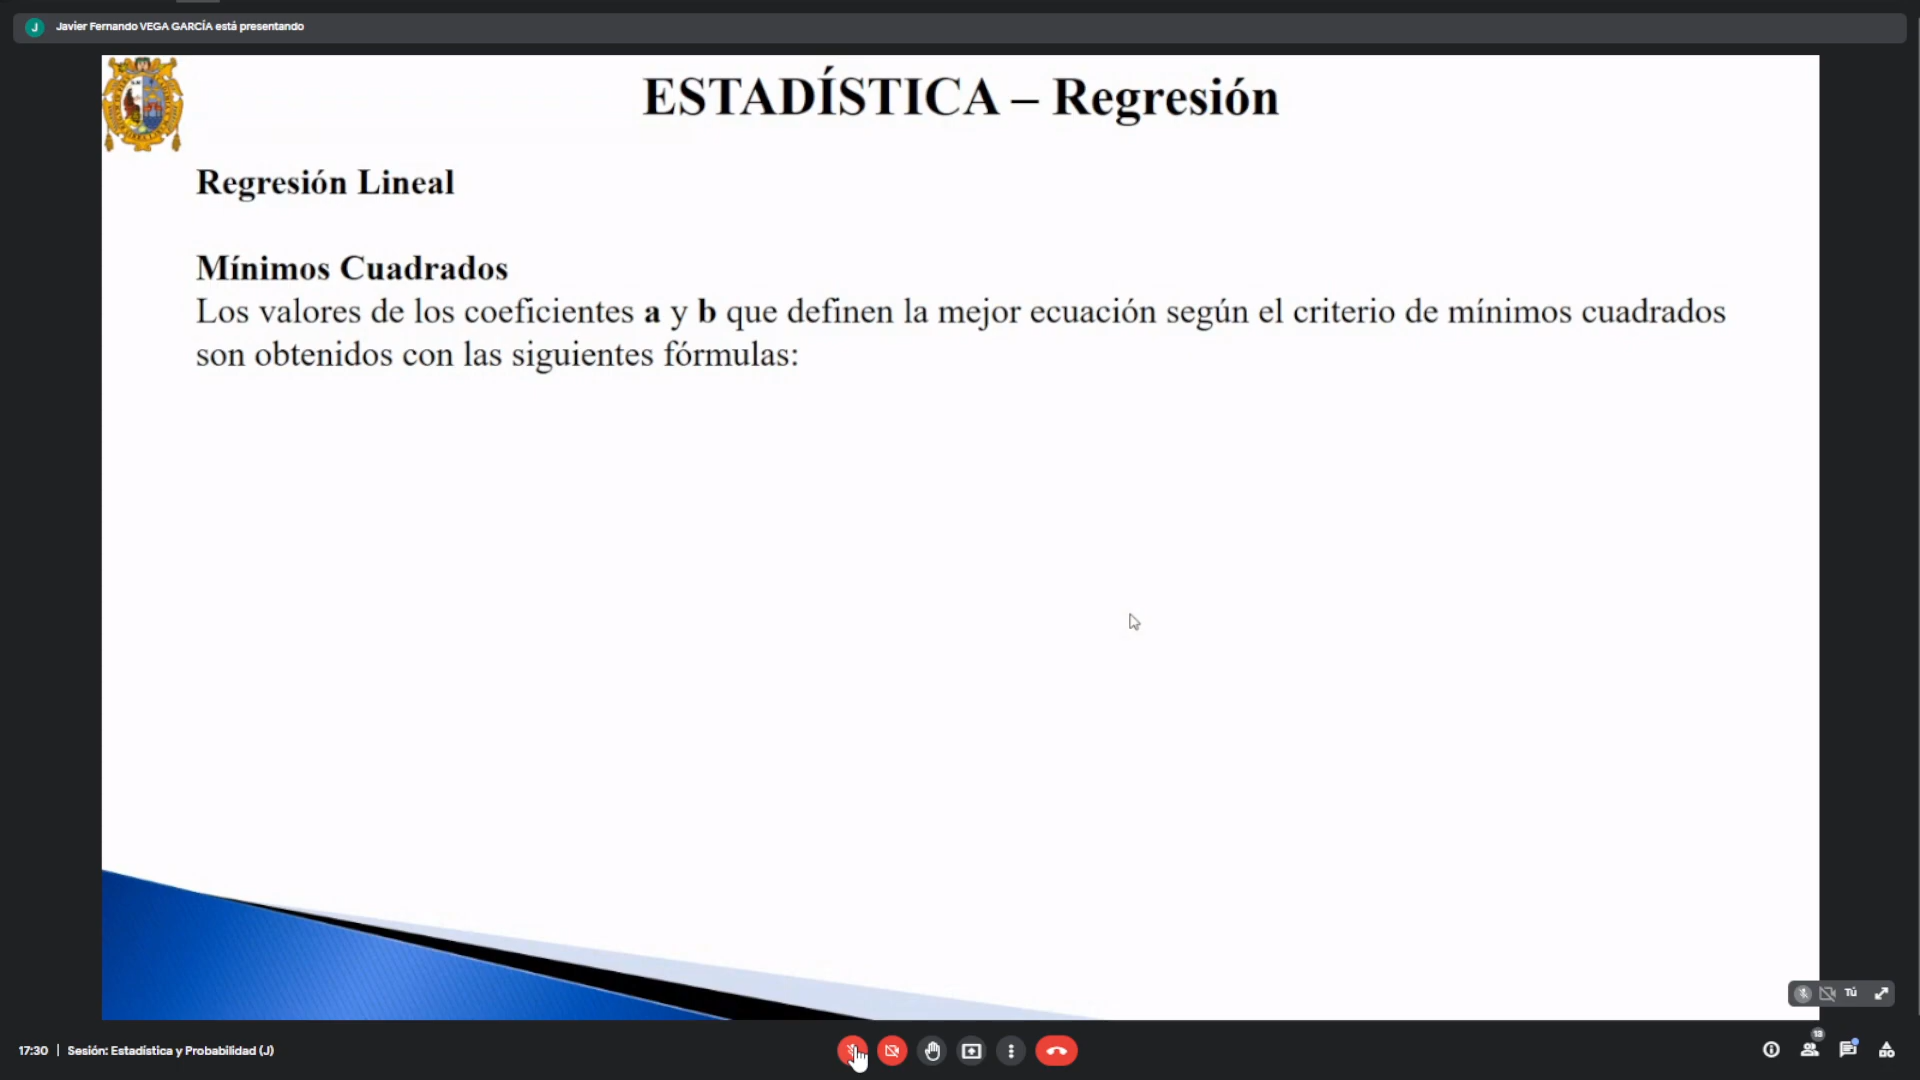 J Javier Fernando VEGA GARCÍA está presentando
ESTADÍSTICA – Regresión
Regresión Lineal
Mínimos Cuadrados
Los valores de los coeficientes a y b que definen la mejor ecuación según el criterio de mínimos cuadrados
son obtenidos con las siguientes fórmulas:
Tú
17:30 | Sesión: Estadística y Probabilidad (J)
13